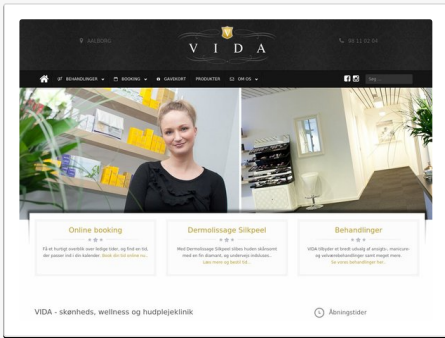 AALBORG
VIDA
BEHANDLINGER
BOOKING
GAVEKORT
PRODUKTER
OM OS
Søg ...
Online booking
Få et hurtigt overblik over ledige tider, og find en tid,
der passer ind i din kalender. Book din tid online nu.
Dermolissage Silkpeel
Med Dermolissage Silkpeel slibes huden skånsomt
med en fin diamant, og undervejs indsluses.
Læs mere og bestil tid..
Behandlinger
VIDA tilbyder et bredt udvalg af ansigts-, manicure-
og velværebehandlinger samt meget mere.
Se vores behandlinger her..
VIDA - skønheds, wellness og hudplejeklinik
Åbningstider